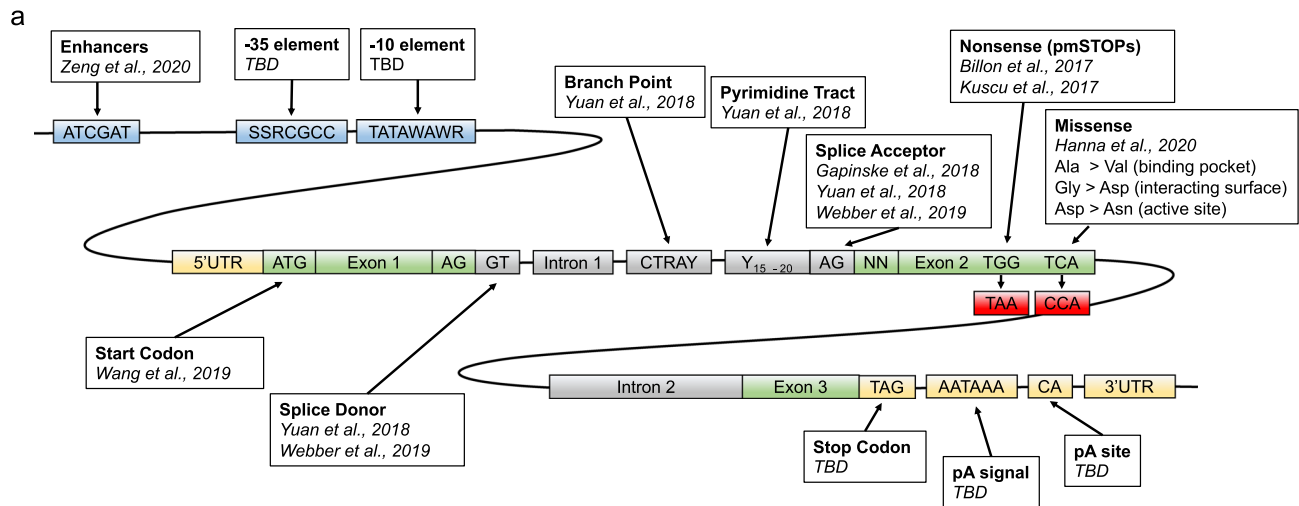 a
Enhancers
Zeng et al., 2020
-35 element
TBD
-10 element
TBD
Branch Point
Yuan et al., 2018
Pyrimidine Tract
Yuan et al., 2018
Splice Acceptor
Gapinske et al., 2018
Yuan et al., 2018
Webber et al., 2019
Nonsense (pmSTOPs)
Billon et al., 2017
Kuscu et al., 2017
Missense
Hanna et al., 2020
Ala > Val (binding pocket)
Gly > Asp (interacting surface)
Asp > Asn (active site)
ATCGAT
SSRCGCC
TATAWAWR
5'UTR
ATG
Exon 1
AG
GT
Intron 1
CTRAY
Y15 - 20
AG
NN
Exon 2
TGG
TCA
TAA
CCA
Start Codon
Wang et al., 2019
Splice Donor
Yuan et al., 2018
Webber et al., 2019
Intron 2
Exon 3
TAG
AATAAA
CA
3'UTR
Stop Codon
TBD
pA signal
TBD
pA site
TBD